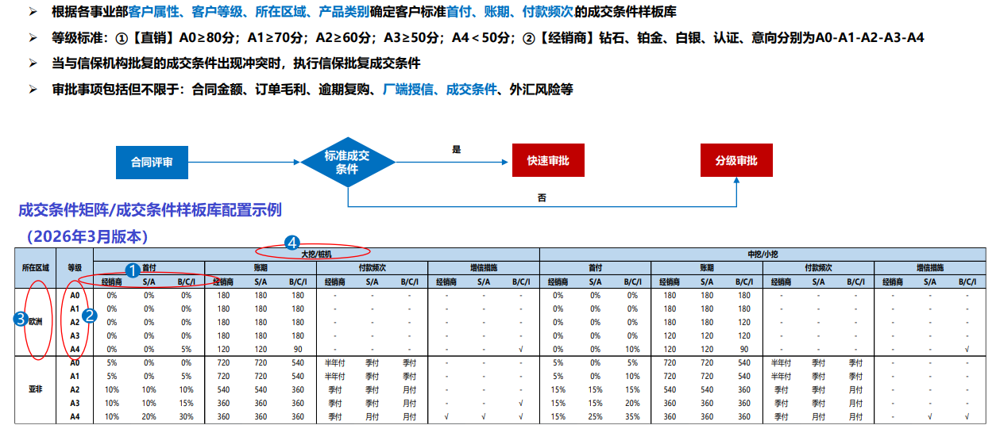 ➢ 根据各事业部客户属性、客户等级、所在区域、产品类别确定客户标准首付、账期、付款频次的成交条件样板库
➢ 等级标准：①【直销】A0≥80分；A1≥70分；A2≥60分；A3≥50分；A4＜50分；②【经销商】钻石、铂金、白银、认证、意向分别为A0-A1-A2-A3-A4
➢ 当与信保机构批复的成交条件出现冲突时，执行信保批复成交条件
➢ 审批事项包括但不限于：合同金额、订单毛利、逾期复购、厂端授信、成交条件、外汇风险等
合同评审
标准成交
条件
是
快速审批
分级审批
否
成交条件矩阵/成交条件样板库配置示例
（2026年3月版本）
4
所在区域 等级 大挖/桩机 中挖/小挖
1
首付 账期 付款频次 增信措施 首付 账期 付款频次 增信措施
经销商 S/A B/C/I 经销商 S/A B/C/I 经销商 S/A B/C/I 经销商 S/A B/C/I 经销商 S/A B/C/I 经销商 S/A B/C/I 经销商 S/A B/C/I 经销商 S/A B/C/I
3 欧洲 2
A0 0% 0% 0% 180 180 180 - - - - - - 0% 0% 0% 180 180 180 - - - - - -
A1 0% 0% 0% 180 180 180 - - - - - - 0% 0% 0% 180 180 180 - - - - - -
A2 0% 0% 0% 180 180 180 - - - - - - 0% 0% 0% 180 180 120 - - - - - -
A3 0% 0% 0% 180 180 180 - - - - - - 0% 0% 0% 120 120 120 - - - - - -
A4 0% 0% 5% 120 120 90 - - - - - √ 0% 0% 10% 120 120 90 - - - - - √
亚非
A0 5% 0% 0% 720 720 540 半年付 季付 季付 - - - 5% 0% 5% 720 720 540 半年付 季付 季付 - - -
A1 5% 0% 5% 720 720 540 半年付 季付 季付 - - - 5% 0% 10% 720 720 540 半年付 季付 季付 - - -
A2 10% 10% 10% 540 540 360 季付 季付 月付 - - - 15% 15% 15% 540 540 360 季付 季付 月付 - - -
A3 10% 10% 15% 360 360 360 季付 季付 月付 - - √ 15% 15% 20% 360 360 360 季付 季付 月付 - - √
A4 10% 20% 30% 360 360 360 季付 月付 月付 √ √ √ 15% 25% 35% 360 360 360 季付 月付 月付 - √ √